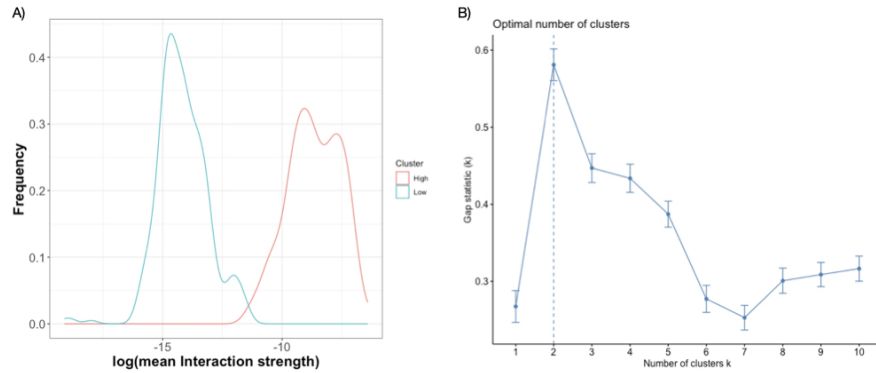 A)
0.4
0.3
0.2
0.1
0.0
Frequency
-15
-10
log(mean Interaction strength)
Cluster
High
Low
B)
Optimal number of clusters
0.6
0.5
0.4
0.3
Gap statistic (k)
1 2 3 4 5 6 7 8 9 10
Number of clusters k